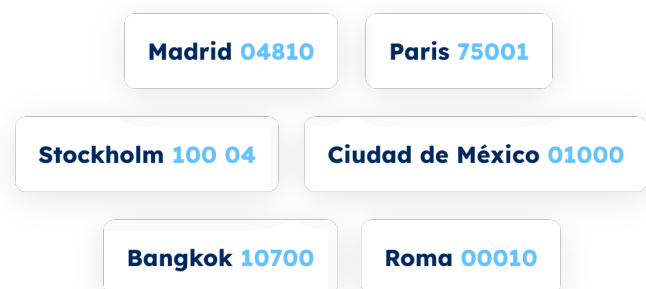 Madrid 04810
Paris 75001
Stockholm 100 04
Ciudad de México 01000
Bangkok 10700
Roma 00010